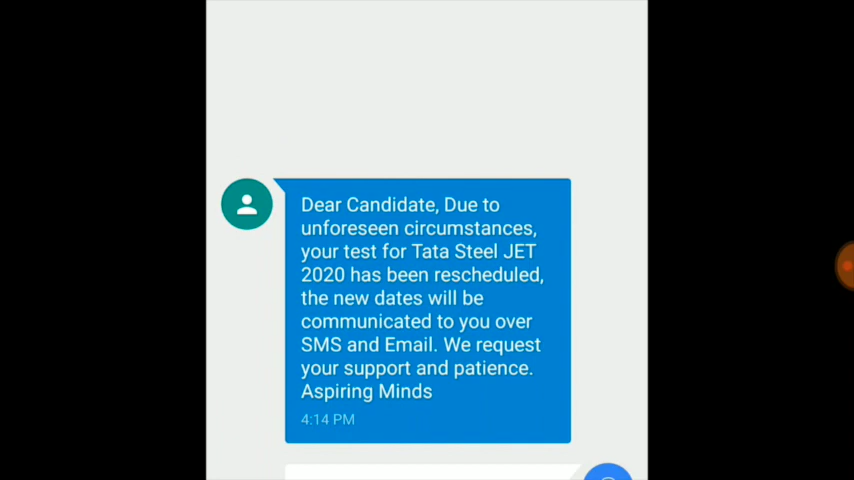 Dear Candidate, Due to
unforeseen circumstances,
your test for Tata Steel JET
2020 has been rescheduled,
the new dates will be
communicated to you over
SMS and Email. We request
your support and patience.
Aspiring Minds
4:14 PM